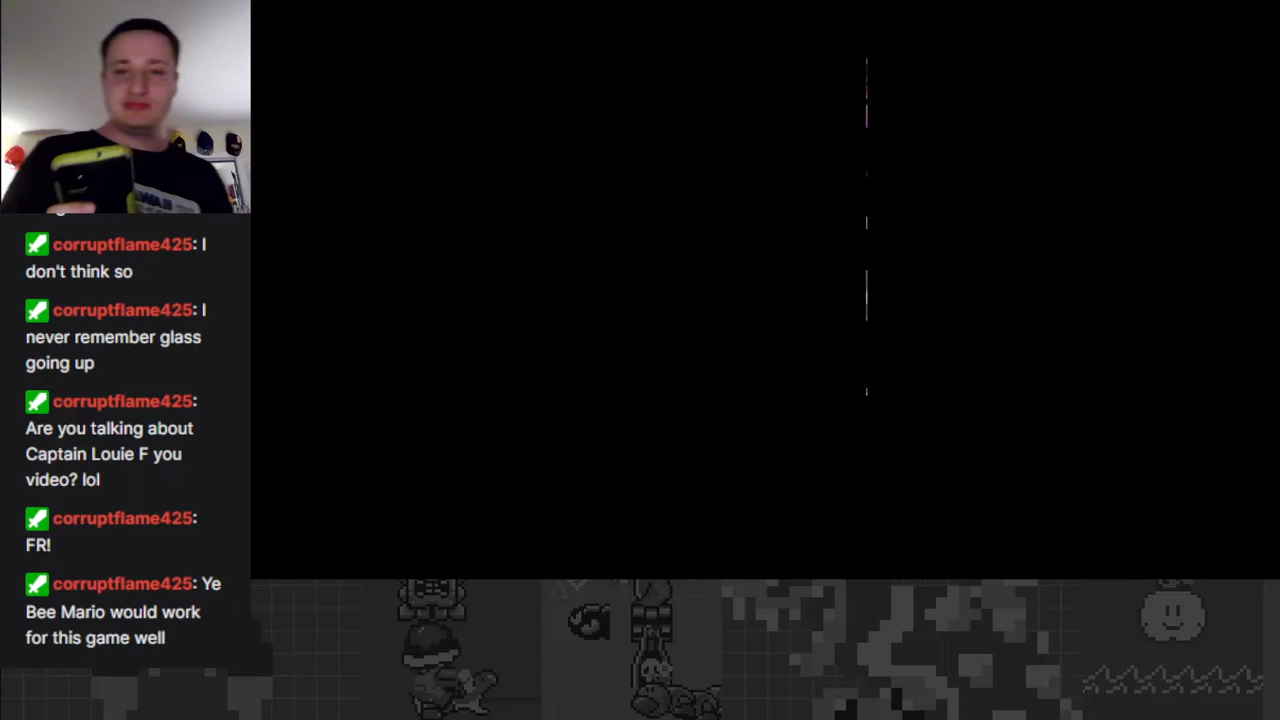 corruptflame425: I
don't think so
corruptflame425: I
never remember glass
going up
corruptflame425:
Are you talking about
Captain Louie F you
video? lol
corruptflame425:
FR!
corruptflame425: Ye
Bee Mario would work
for this game well